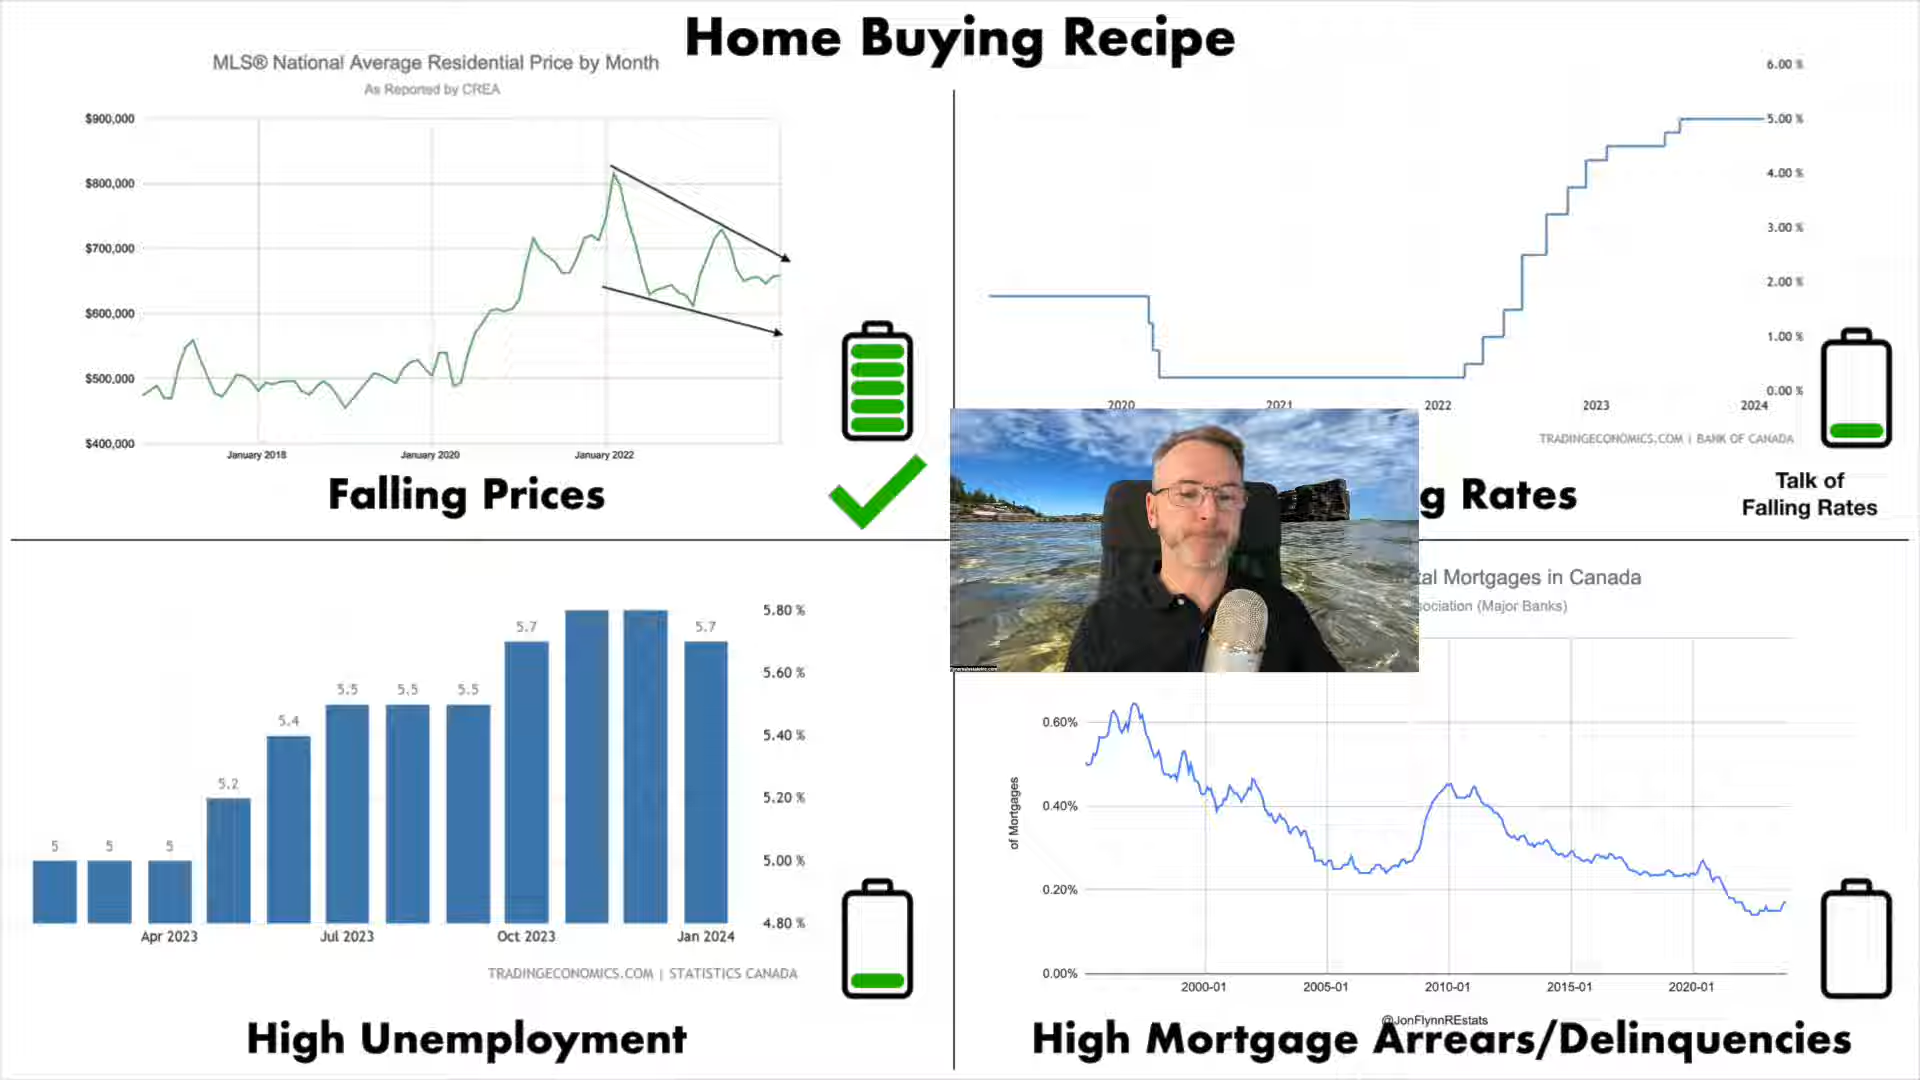 Home Buying Recipe
MLS® National Average Residential Price by Month
As Reported by CREA
$900,000
$800,000
$700,000
$600,000
$500,000
$400,000
January 2018
January 2020
January 2022
Falling Prices
6.00 %
5.00 %
4.00 %
3.00 %
2.00 %
1.00 %
0.00 %
2020
2021
2022
2023
2024
TRADINGECONOMICS.COM | BANK OF CANADA
g Rates
Talk of
Falling Rates
5
5
5
5.2
5.4
5.5
5.5
5.5
5.7
5.7
5.80 %
5.60 %
5.40 %
5.20 %
5.00 %
4.80 %
Apr 2023
Jul 2023
Oct 2023
Jan 2024
TRADINGECONOMICS.COM | STATISTICS CANADA
High Unemployment
tal Mortgages in Canada
sociation (Major Banks)
of Mortgages
0.60%
0.40%
0.20%
0.00%
2000-01
2005-01
2010-01
2015-01
2020-01
@JonFlynnREstats
High Mortgage Arrears/Delinquencies